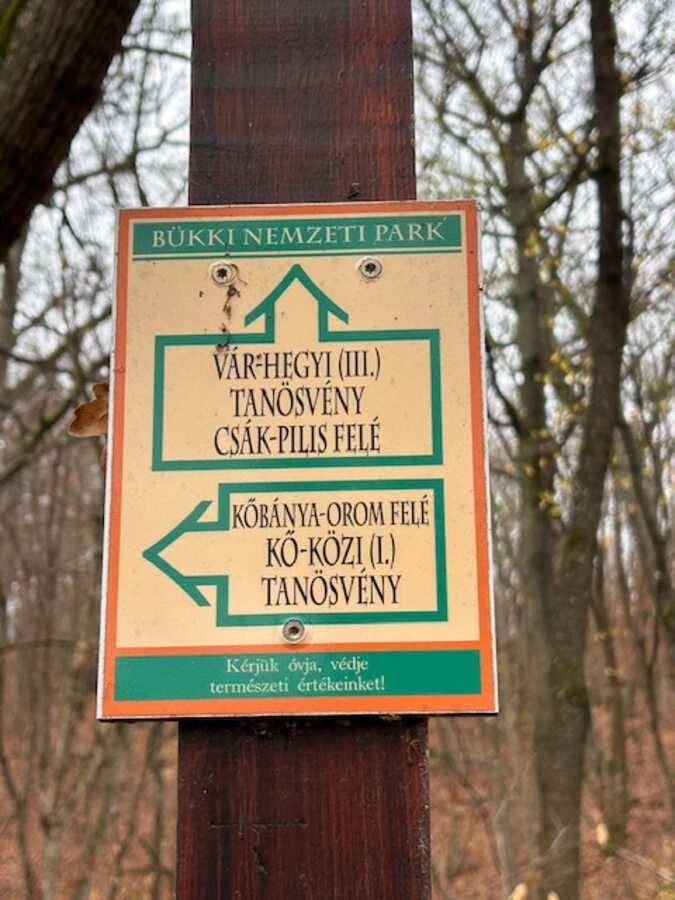 BÜKKI NEMZETI PARK
VÁR-HEGYI (III.)
TANÖSVÉNY
CSÁK-PILIS FELÉ
KŐBÁNYA-OROM FELÉ
KŐ-KÖZI (I.)
TANÖSVÉNY
Kérjük óvja, védje
természeti értékeinket!